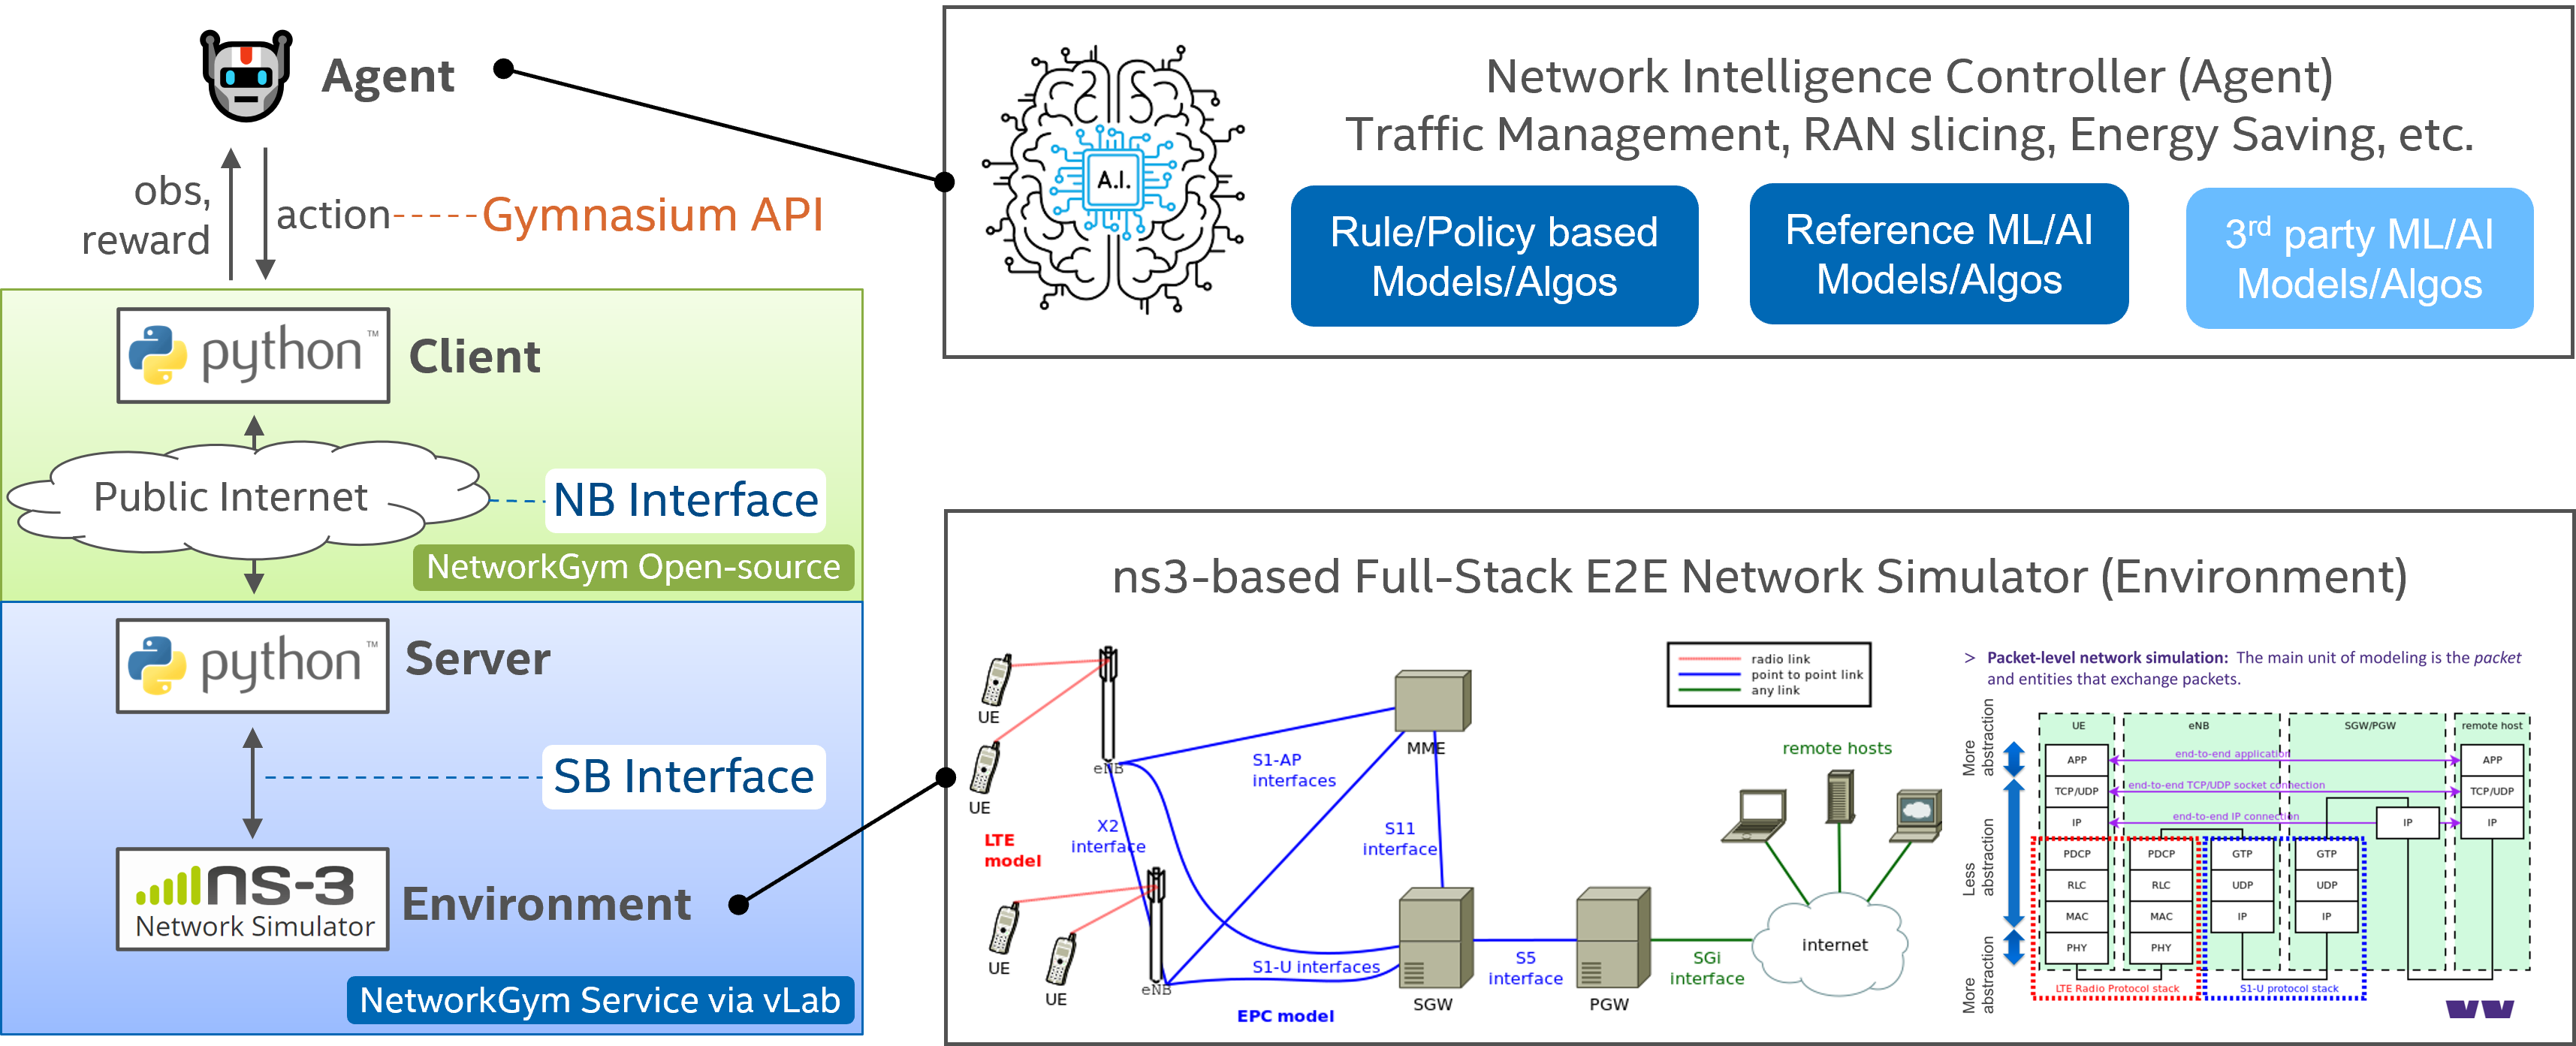 Agent
obs,
reward
action
Gymnasium API
python™
Client
Public Internet
NB Interface
NetworkGym Open-source
python™
Server
SB Interface
ns-3
Network Simulator
Environment
NetworkGym Service via vLab
A.I.
Network Intelligence Controller (Agent)
Traffic Management, RAN slicing, Energy Saving, etc.
Rule/Policy based
Models/Algos
Reference ML/AI
Models/Algos
3rd party ML/AI
Models/Algos
ns3-based Full-Stack E2E Network Simulator (Environment)
UE
UE
LTE
model
UE
UE
eNB
X2
interface
eNB
S1-AP
interfaces
MME
S11
interface
S1-U interfaces
EPC model
SGW
S5
interface
PGW
SGi
interface
internet
remote hosts
radio link
point to point link
any link
> Packet-level network simulation: The main unit of modeling is the packet
and entities that exchange packets.
More
abstraction
Less
abstraction
More
abstraction
UE
eNB
SGW/PGW
remote host
APP
end-to-end application
APP
TCP/UDP
end-to-end TCP/UDP socket connection
TCP/UDP
IP
end-to-end IP connection
IP
IP
PDCP
PDCP
GTP
GTP
RLC
RLC
UDP
UDP
MAC
MAC
IP
IP
PHY
PHY
LTE Radio Protocol stack
S1-U protocol stack